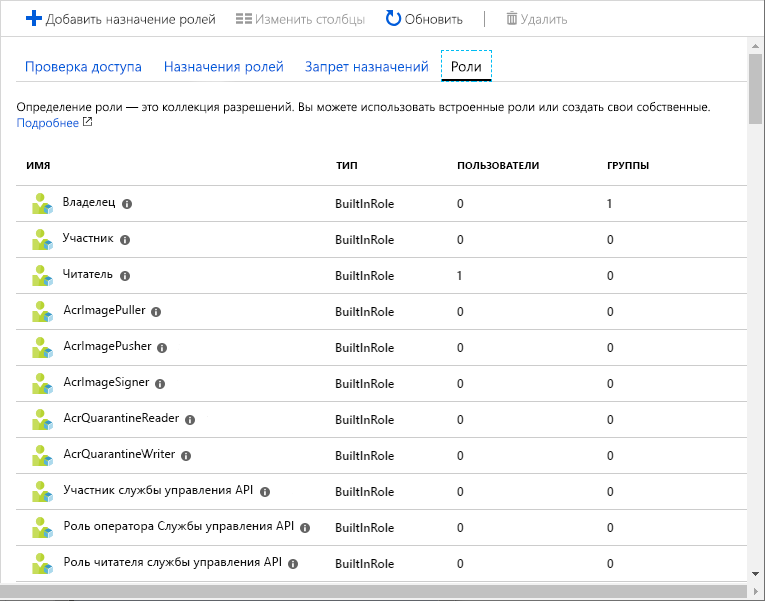 Добавить назначение ролей Изменить столбцы Обновить Удалить
Проверка доступа Назначения ролей Запрет назначений Роли
Определение роли — это коллекция разрешений. Вы можете использовать встроенные роли или создать свои собственные.
Подробнее
ИМЯ ТИП ПОЛЬЗОВАТЕЛИ ГРУППЫ
Владелец BuiltInRole 0 1
Участник BuiltInRole 0 0
Читатель BuiltInRole 1 0
AcrImagePuller BuiltInRole 0 0
AcrImagePusher BuiltInRole 0 0
AcrImageSigner BuiltInRole 0 0
AcrQuarantineReader BuiltInRole 0 0
AcrQuarantineWriter BuiltInRole 0 0
Участник службы управления API BuiltInRole 0 0
Роль оператора Службы управления API BuiltInRole 0 0
Роль читателя службы управления API BuiltInRole 0 0